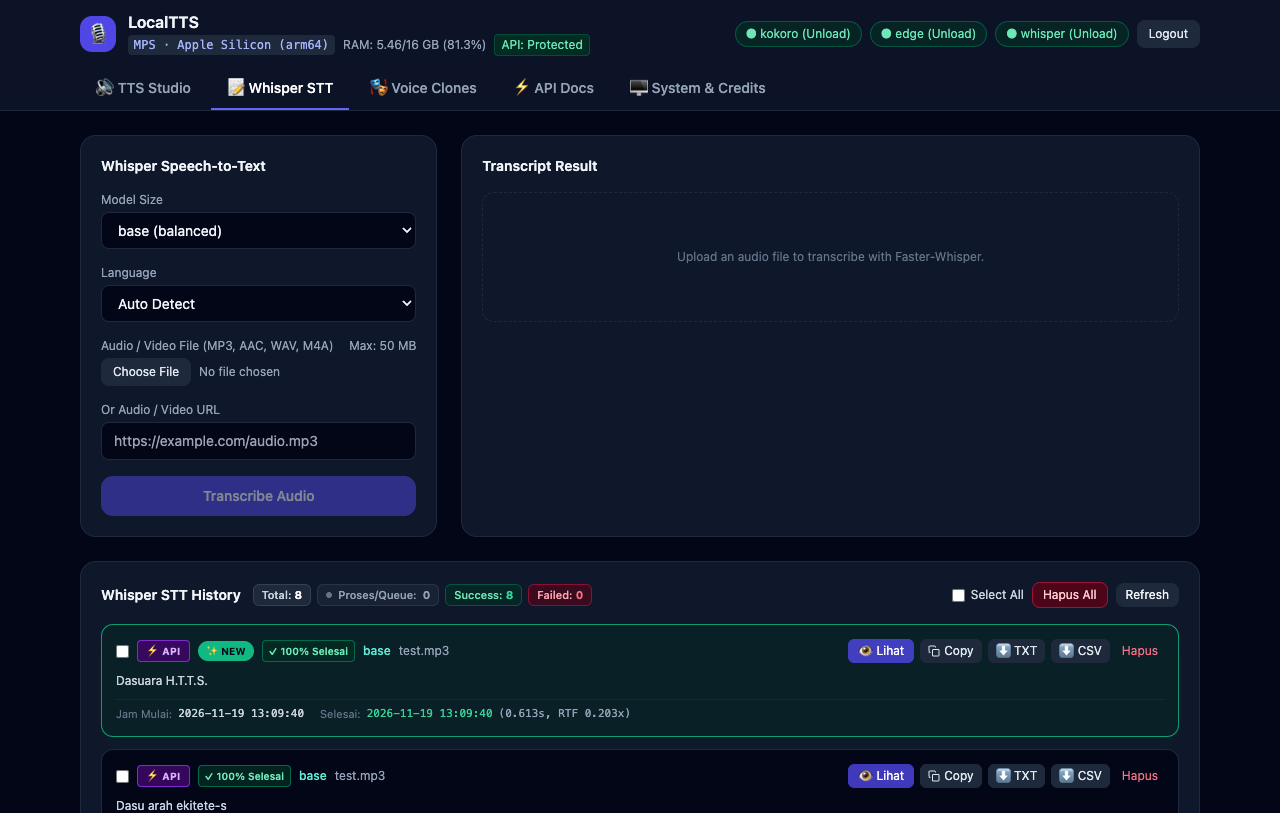 LocalTTS
MPS · Apple Silicon (arm64) RAM: 5.46/16 GB (81.3%) API: Protected
kokoro (Unload) edge (Unload) whisper (Unload) Logout
TTS Studio Whisper STT Voice Clones API Docs System & Credits
Whisper Speech-to-Text
Model Size
base (balanced)
Language
Auto Detect
Audio / Video File (MP3, AAC, WAV, M4A) Max: 50 MB
Choose File No file chosen
Or Audio / Video URL
https://example.com/audio.mp3
Transcribe Audio
Transcript Result
Upload an audio file to transcribe with Faster-Whisper.
Whisper STT History Total: 8 Proses/Queue: 0 Success: 8 Failed: 0 Select All Hapus All Refresh
⚡ API ✨ NEW ✓ 100% Selesai base test.mp3 Lihat Copy TXT CSV Hapus
Dasuara H.T.T.S.
Jam Mulai: 2026-11-19 13:09:40 Selesai: 2026-11-19 13:09:40 (0.613s, RTF 0.203x)
⚡ API ✓ 100% Selesai base test.mp3 Lihat Copy TXT CSV Hapus
Dasu arah ekitete-s